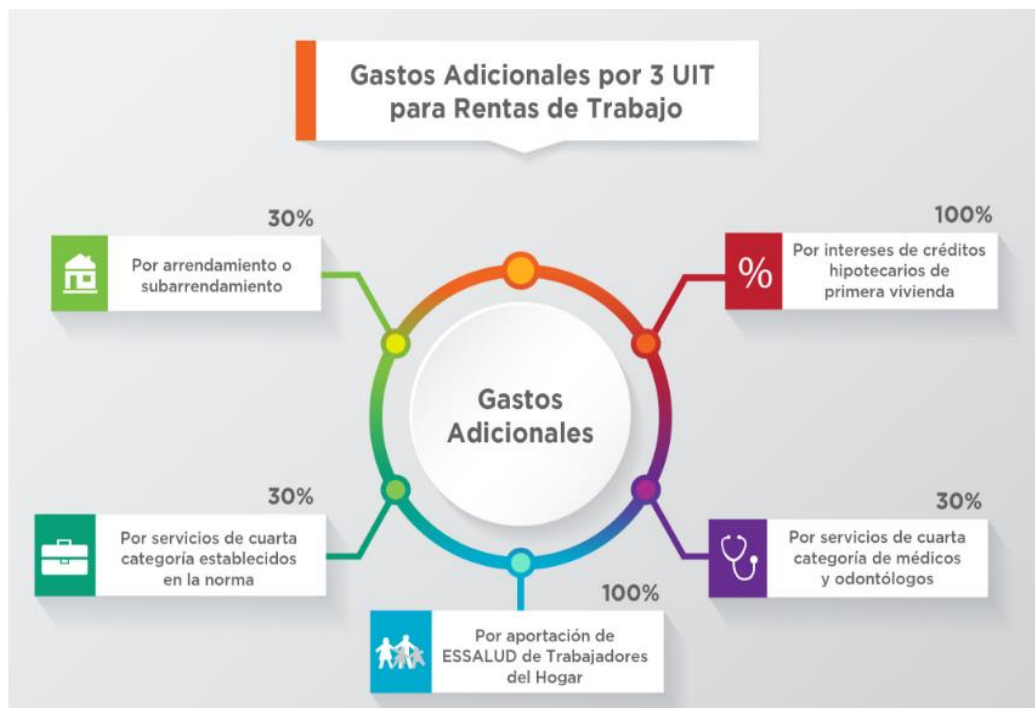 Gastos Adicionales por 3 UIT
para Rentas de Trabajo
30%
Por arrendamiento o
subarrendamiento
100%
%
Por intereses de créditos
hipotecarios de
primera vivienda
Gastos
Adicionales
30%
Por servicios de cuarta
categoría establecidos
en la norma
30%
Por servicios de cuarta
categoría de médicos
y odontólogos
100%
Por aportación de
ESSALUD de Trabajadores
del Hogar